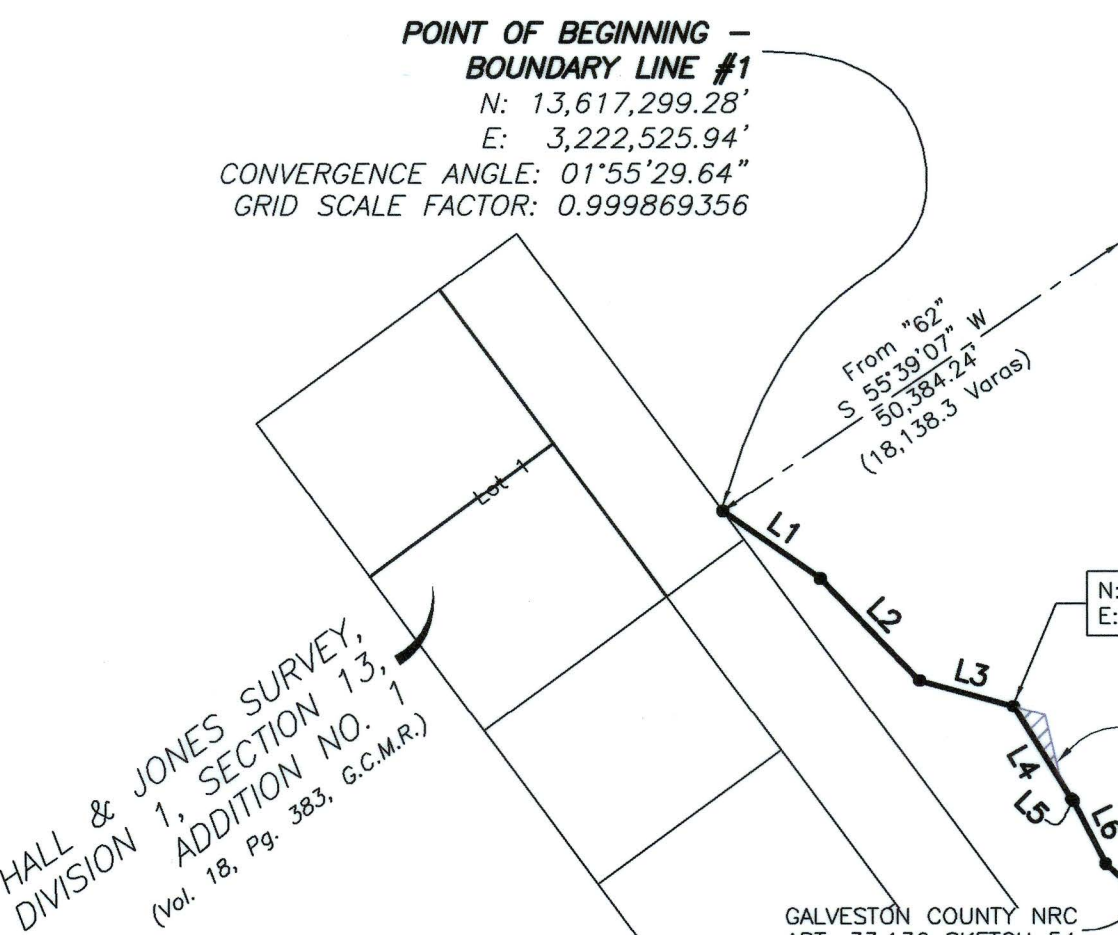 POINT OF BEGINNING –
BOUNDARY LINE #1
N: 13,617,299.28'
E: 3,222,525.94'
CONVERGENCE ANGLE: 01°55'29.64"
GRID SCALE FACTOR: 0.999869356
From "62"
S 55°39'07" W
50,384.24'
(18,138.3 Varas)
Lot 1
L1
L2
L3
N:
E:
L4
L5
L6
HALL & JONES SURVEY,
DIVISION 1, SECTION 13,
ADDITION NO. 1
(Vol. 18, Pg. 383, G.C.M.R.)
GALVESTON COUNTY NRC